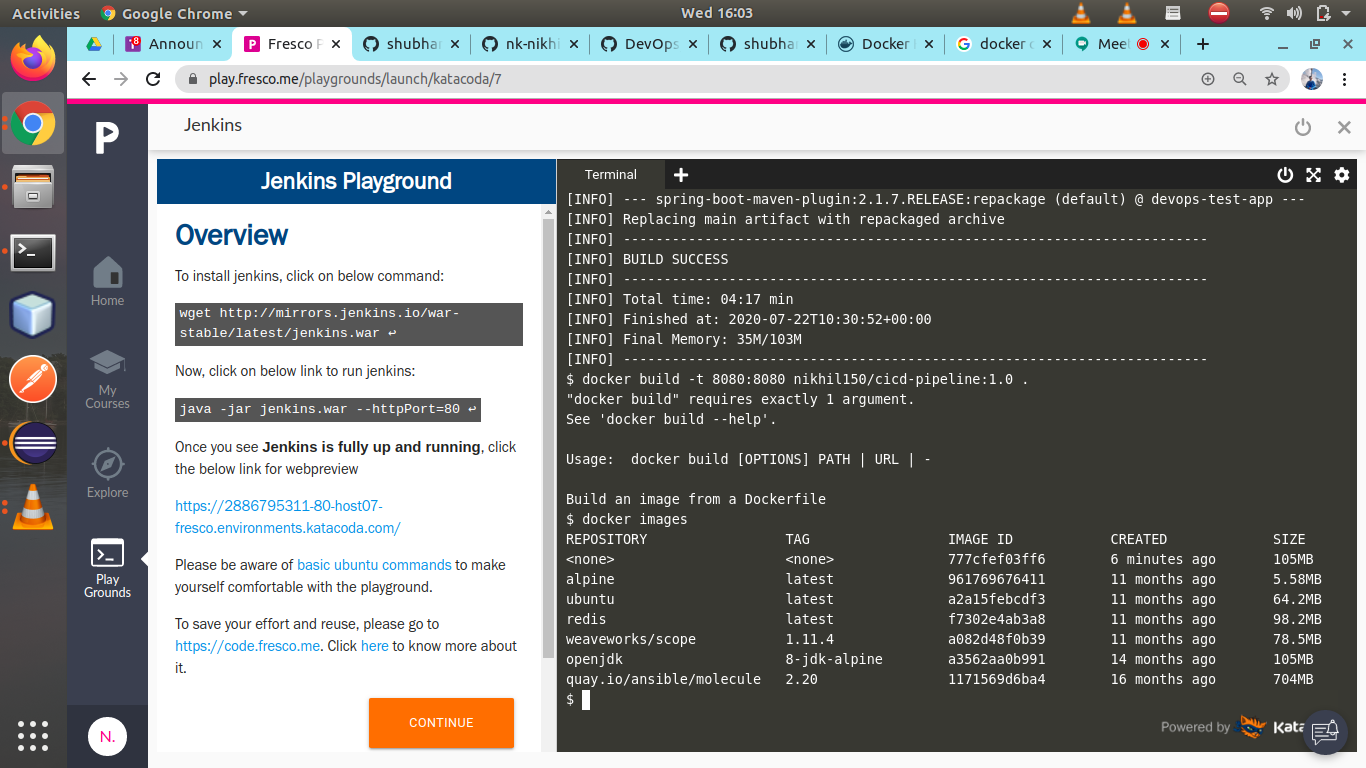 Activities
Google Chrome
Wed 16:03
Announ
Fresco P
shubhar
nk-nikhi
DevOps
shubhar
Docker
docker c
Meet
play.fresco.me/playgrounds/launch/katacoda/7
P
Home
My
Courses
Explore
Play
Grounds
N.
Jenkins
Jenkins Playground
Overview
To install jenkins, click on below command:
wget http://mirrors.jenkins.io/war-
stable/latest/jenkins.war ↩
Now, click on below link to run jenkins:
java -jar jenkins.war --httpPort=80 ↩
Once you see Jenkins is fully up and running, click
the below link for webpreview
https://2886795311-80-host07-
fresco.environments.katacoda.com/
Please be aware of basic ubuntu commands to make
yourself comfortable with the playground.
To save your effort and reuse, please go to
https://code.fresco.me. Click here to know more about
it.
CONTINUE
Terminal
[INFO] --- spring-boot-maven-plugin:2.1.7.RELEASE:repackage (default) @ devops-test-app ---
[INFO] Replacing main artifact with repackaged archive
[INFO] ------------------------------------------------------------------------
[INFO] BUILD SUCCESS
[INFO] ------------------------------------------------------------------------
[INFO] Total time: 04:17 min
[INFO] Finished at: 2020-07-22T10:30:52+00:00
[INFO] Final Memory: 35M/103M
[INFO] ------------------------------------------------------------------------
$ docker build -t 8080:8080 nikhil150/cicd-pipeline:1.0 .
"docker build" requires exactly 1 argument.
See 'docker build --help'.
Usage:  docker build [OPTIONS] PATH | URL | -
Build an image from a Dockerfile
$ docker images
REPOSITORY TAG IMAGE ID CREATED SIZE
<none> <none> 777cfef03ff6 6 minutes ago 105MB
alpine latest 961769676411 11 months ago 5.58MB
ubuntu latest a2a15febcdf3 11 months ago 64.2MB
redis latest f7302e4ab3a8 11 months ago 98.2MB
weaveworks/scope 1.11.4 a082d48f0b39 11 months ago 78.5MB
openjdk 8-jdk-alpine a3562aa0b991 14 months ago 105MB
quay.io/ansible/molecule 2.20 1171569d6ba4 16 months ago 704MB
$
Powered by Kata